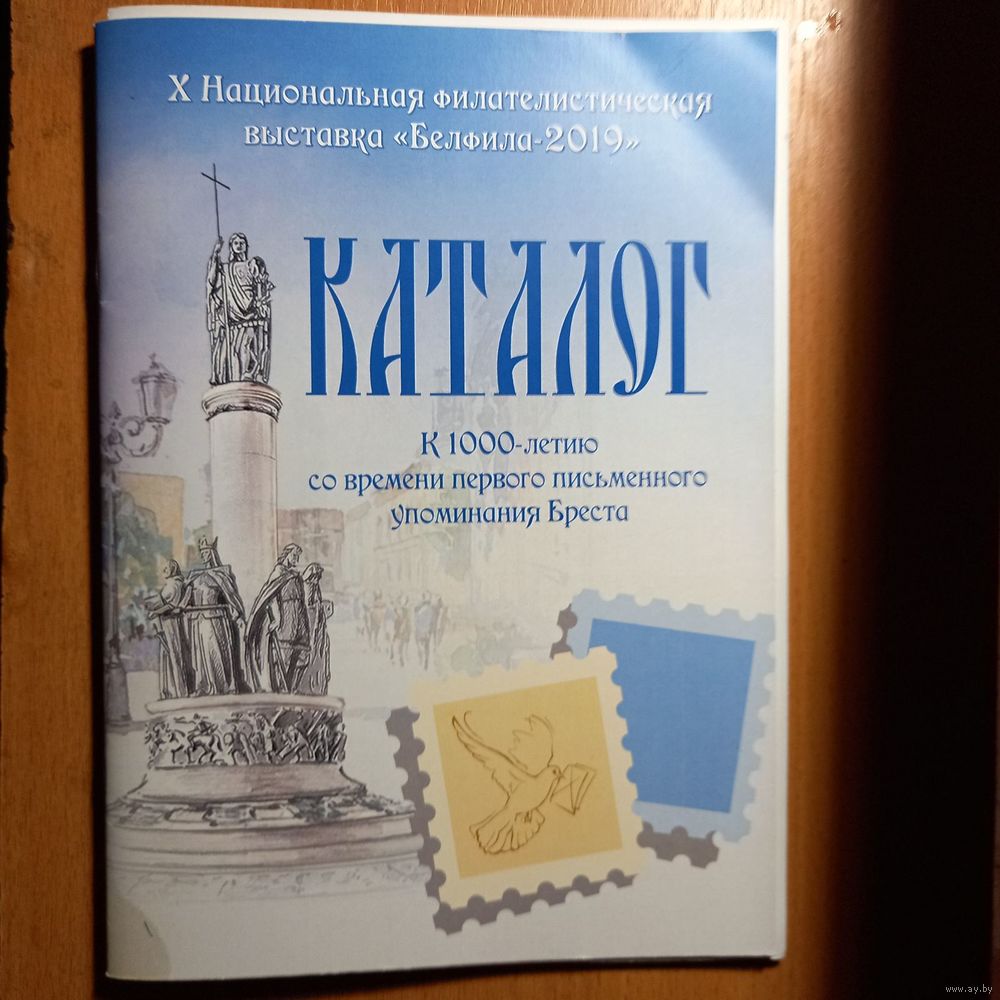 X Национальная филателистическая
выставка «Белфила-2019»
КАТАЛОГ
К 1000-летию
со времени первого письменного
упоминания Бреста
www.ay.by